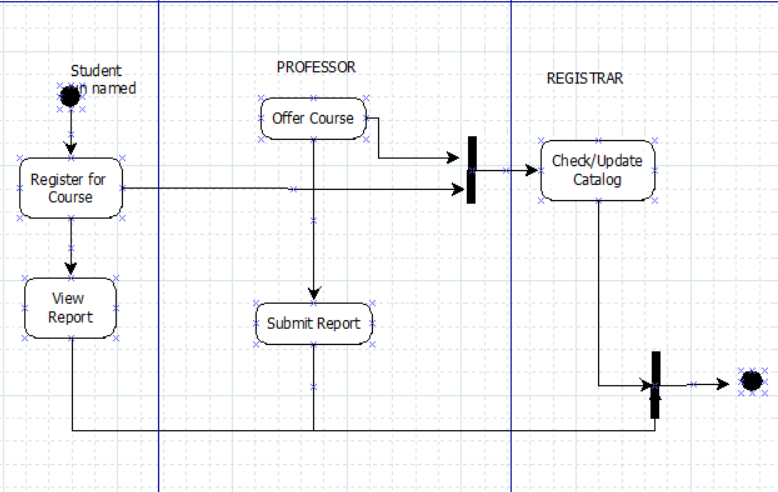 Student
named
PROFESSOR
REGISTRAR
Offer Course
Check/Update
Catalog
Register for
Course
View
Report
Submit Report